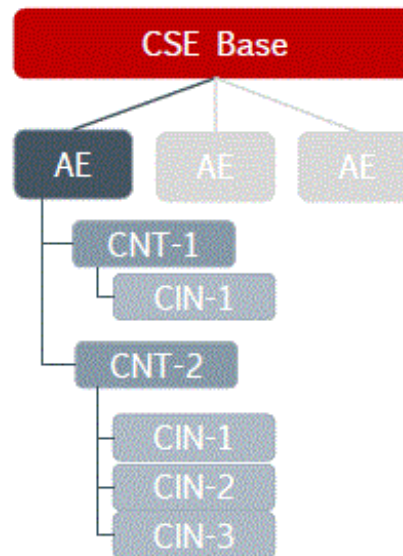 CSE Base
AE AE AE
CNT-1
CIN-1
CNT-2
CIN-1
CIN-2
CIN-3